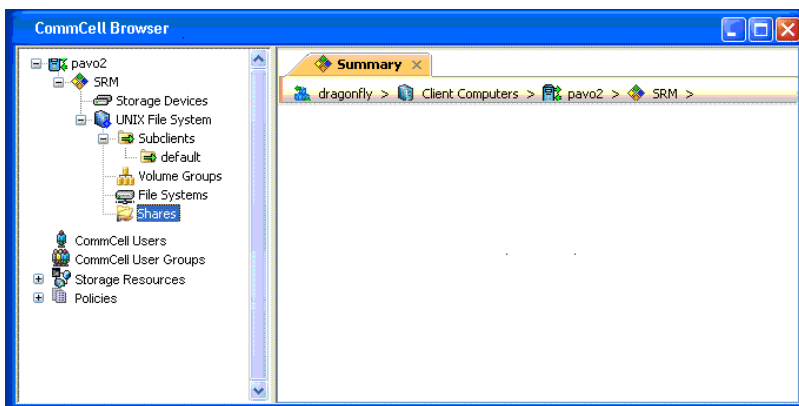 CommCell Browser
pavo2
SRM
Storage Devices
UNIX File System
Subclients
default
Volume Groups
File Systems
Shares
CommCell Users
CommCell User Groups
Storage Resources
Policies
Summary
dragonfly > Client Computers > pavo2 > SRM >